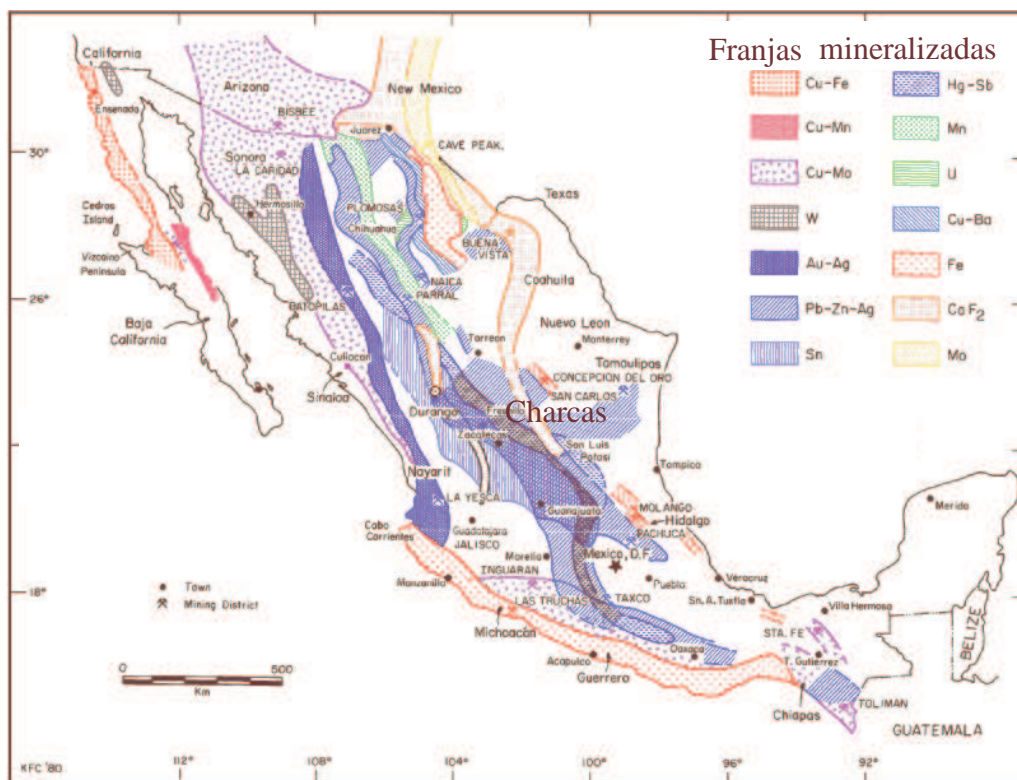 Franjas mineralizadas
Cu-Fe
Hg-Sb
Cu-Mn
Mn
Cu-Mo
U
W
Cu-Ba
Au-Ag
Fe
Pb-Zn-Ag
CaF2
Sn
Mo
California
Arizona
New Mexico
Ensenada
BISBEE
Juarez
CAVE PEAK.
30°
Sonora
LA CARIDAD
Texas
Cedros
Island
Hermosillo
PLOMOSAS
Chihuahua
Vizcaino
Peninsula
BUENA
VISTA
NAICA
Coahuila
26°
BATOPILAS
PARRAL
Baja
California
Nuevo Leon
Torreon
Monterrey
Culiacan
Tamaulipas
Sinaloa
CONCEPCION DEL ORO
SAN CARLOS
Durango
Fresnillo
Charcas
Zacatecas
San Luis
Potosi
Tampico
Nayarit
LA YESCA
Guanajuato
MOLANGO
Hidalgo
Merida
Cabo
Corrientes
Guadalajara
JALISCO
PACHUCA
Morelia
Mexico, D.F.
INGUARAN
Manzanillo
Puebla
Veracruz
18°
Town
Mining District
LAS TRUCHAS
TAXCO
Sn. A. Tustla
Villa Hermosa
Michoacán
STA. FE
BELIZE
Oaxaca
T. Gutierrez
Acapulco
Guerrero
0
500
Km
Chiapas
TOLIMAN
GUATEMALA
KFC '80
112°
108°
104°
100°
96°
92°